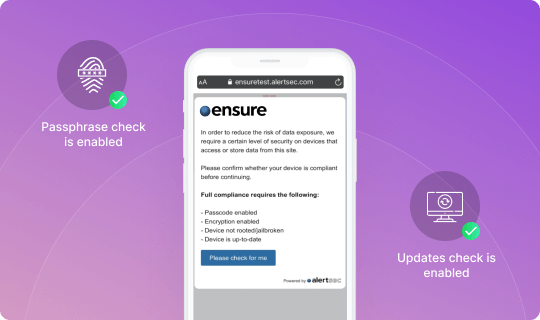 Passphrase check
is enabled
AA ensuretest.alertsec.com
ensure
In order to reduce the risk of data exposure, we
require a certain level of security on devices that
access or store data from this site.
Please confirm whether your device is compliant
before continuing.
Full compliance requires the following:
- Passcode enabled
- Encryption enabled
- Device not rooted/jailbroken
- Device is up-to-date
Please check for me
Powered by alertsec
Updates check is
enabled